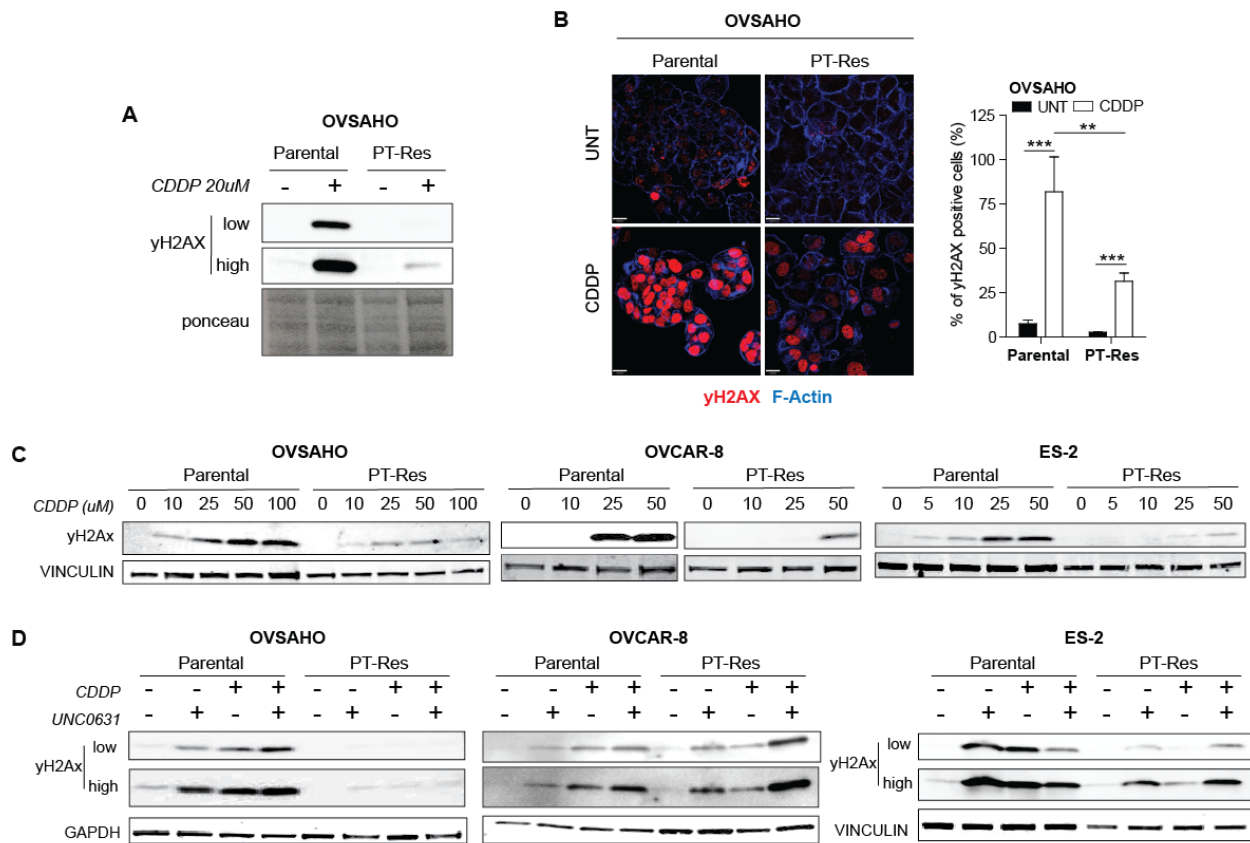 A
OVSAHO
Parental PT-Res
CDDP 20uM - + - +
yH2AX
low
high
ponceau
B
OVSAHO
Parental PT-Res
UNT
CDDP
yH2AX F-Actin
OVSAHO
UNT CDDP
% of yH2AX positive cells (%)
125
100
75
50
25
0
*** ** ***
Parental PT-Res
C
OVSAHO OVCAR-8 ES-2
Parental PT-Res Parental PT-Res Parental PT-Res
CDDP (uM) 0 10 25 50 100 0 10 25 50 100 0 10 25 50 0 10 25 50 0 5 10 25 50 0 5 10 25 50
yH2Ax
VINCULIN
D
OVSAHO OVCAR-8 ES-2
Parental PT-Res Parental PT-Res Parental PT-Res
CDDP - - + + - - + + - - + + - - + + - - + + - - + +
UNC0631 - + - + - + - + - + - + - + - + - + - + - + - +
yH2Ax low high
GAPDH
yH2Ax low high
VINCULIN